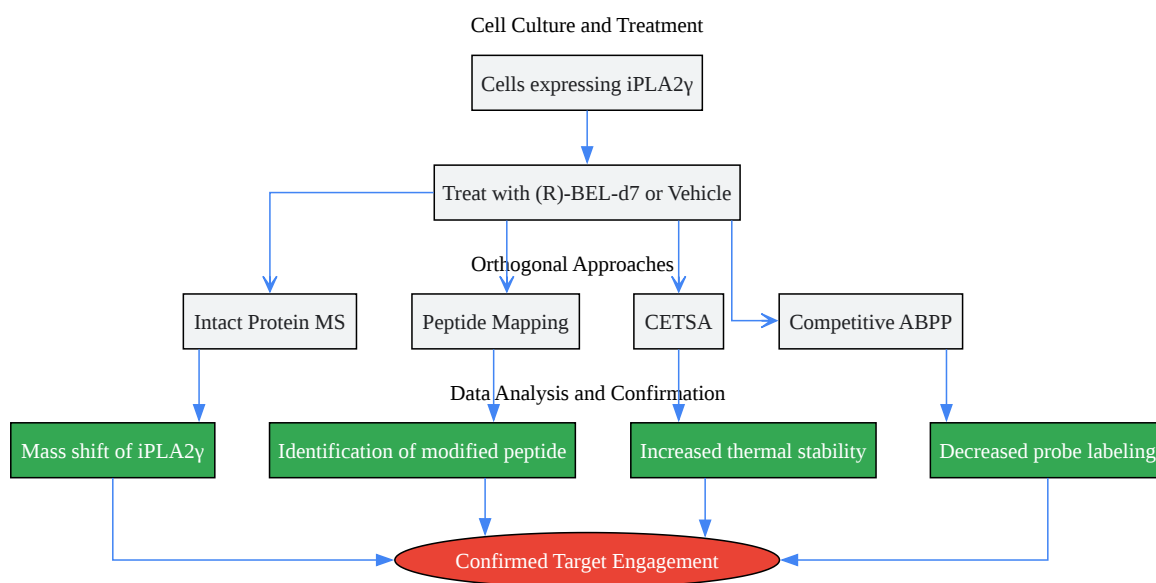 Cell Culture and Treatment
Cells expressing iPLA2γ
Treat with (R)-BEL-d7 or Vehicle
Orthogonal Approaches
Intact Protein MS
Peptide Mapping
CETSA
Competitive ABPP
Data Analysis and Confirmation
Mass shift of iPLA2γ
Identification of modified peptide
Increased thermal stability
Decreased probe labeling
Confirmed Target Engagement